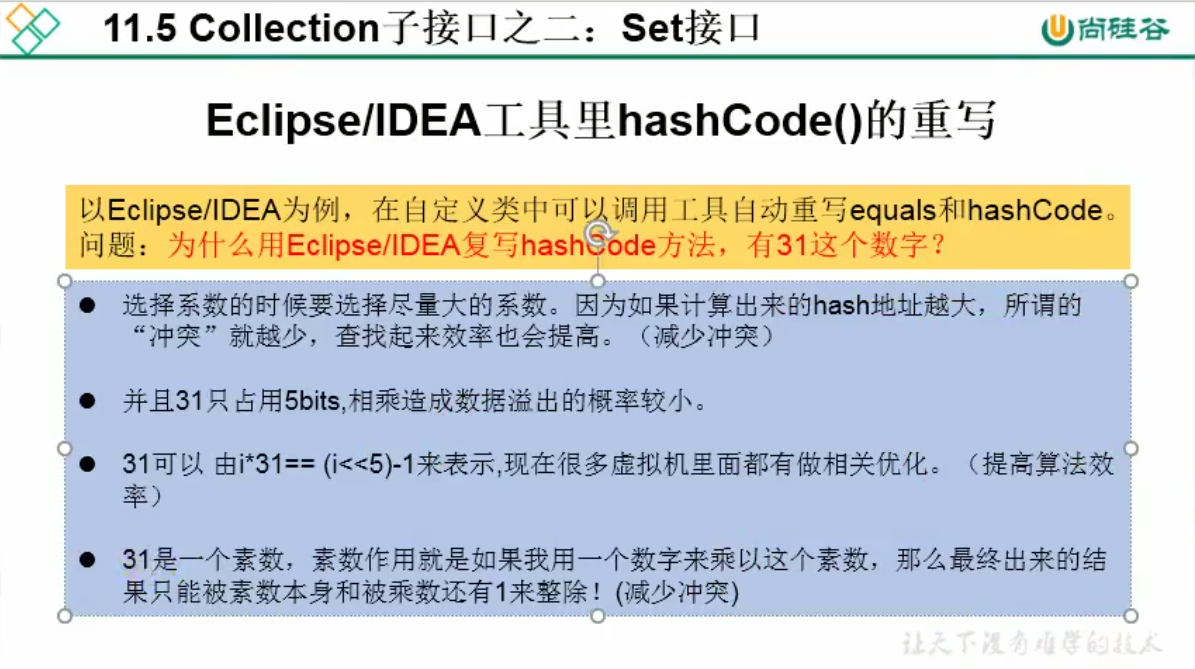 11.5 Collection子接口之二：Set接口
尚硅谷
Eclipse/IDEA工具里hashCode()的重写
以Eclipse/IDEA为例，在自定义类中可以调用工具自动重写equals和hashCode。
问题：为什么用Eclipse/IDEA复写hashCode方法，有31这个数字？
● 选择系数的时候要选择尽量大的系数。因为如果计算出来的hash地址越大，所谓的
“冲突”就越少，查找起来效率也会提高。（减少冲突）
● 并且31只占用5bits,相乘造成数据溢出的概率较小。
● 31可以 由i*31== (i<<5)-1来表示,现在很多虚拟机里面都有做相关优化。（提高算法效
率）
● 31是一个素数，素数作用就是如果我用一个数字来乘以这个素数，那么最终出来的结
果只能被素数本身和被乘数还有1来整除！(减少冲突)
让天下没有难学的技术